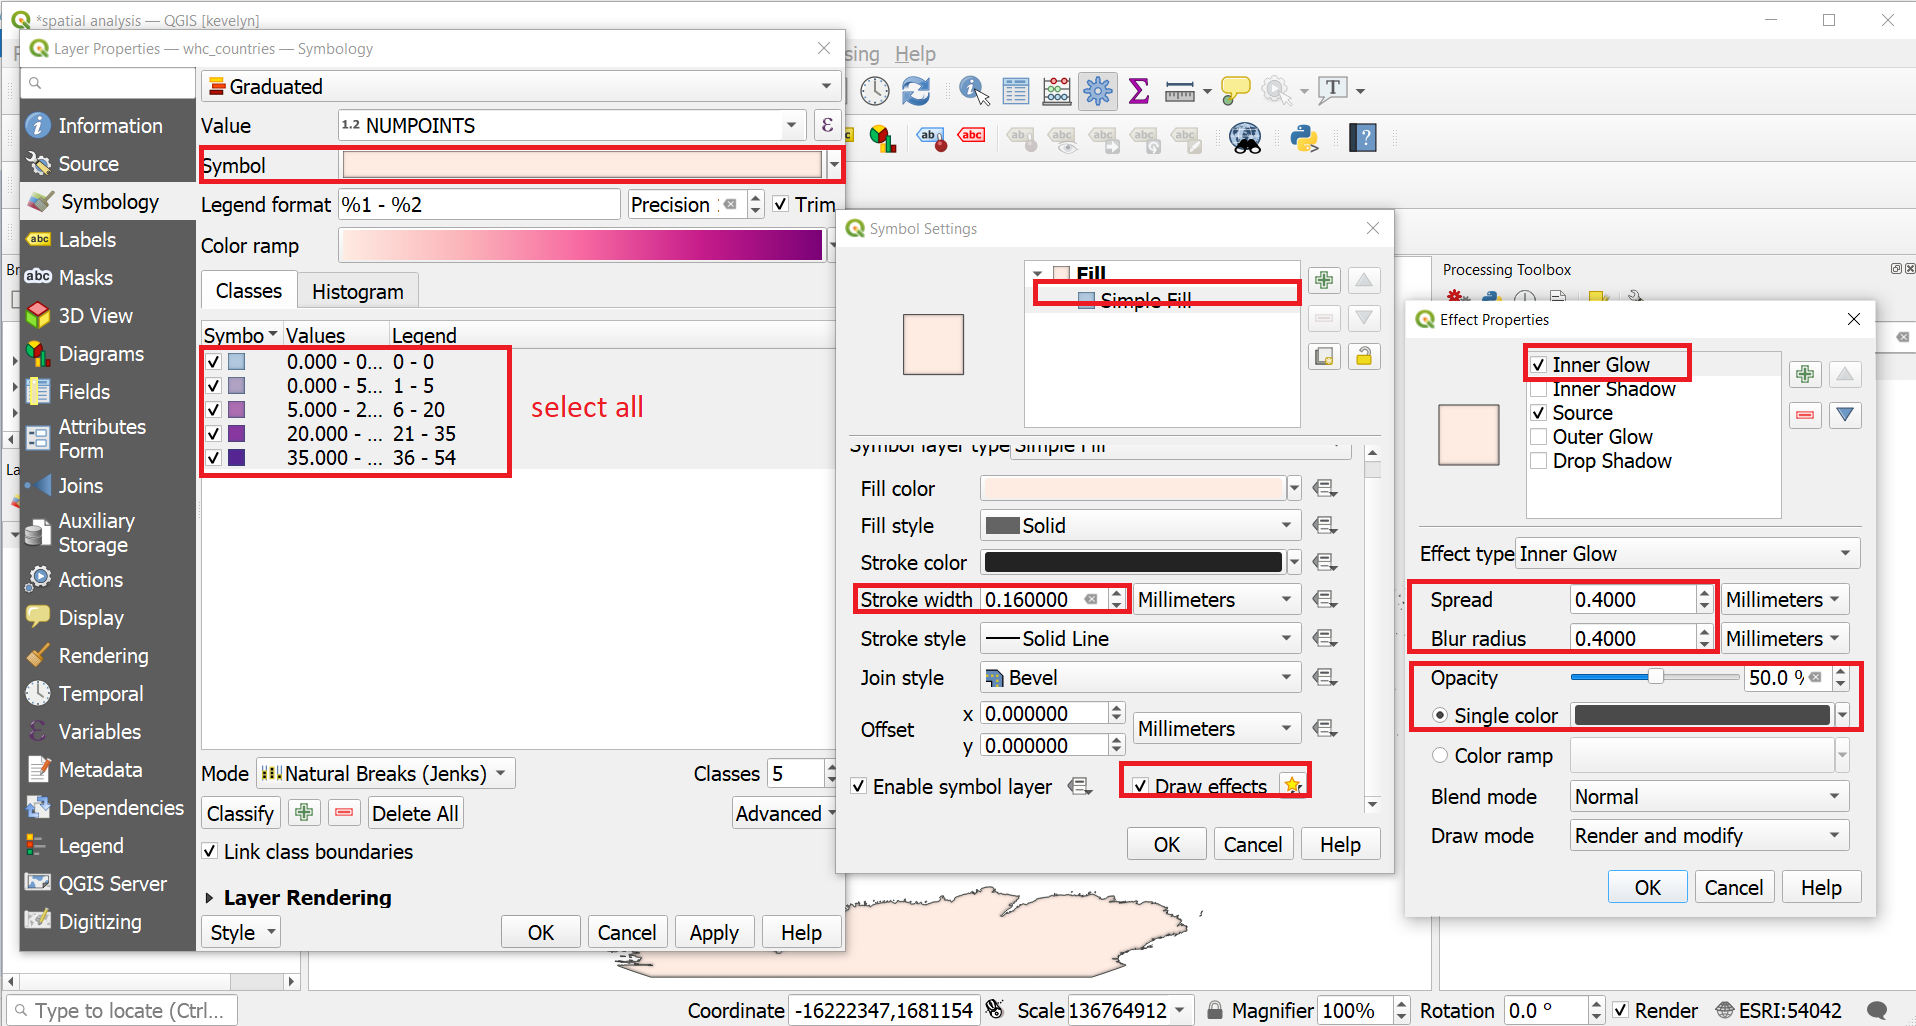 *spatial analysis — QGIS [kevelyn]
Layer Properties — whc_countries — Symbology
sing Help
Information
Source
Symbology
Labels
Masks
3D View
Diagrams
Fields
Attributes
Form
Joins
Auxiliary
Storage
Actions
Display
Rendering
Temporal
Variables
Metadata
Dependencies
Legend
QGIS Server
Digitizing
Graduated
Value 1.2 NUMPOINTS ε
Symbol
Legend format %1 - %2 Precision Trim
Color ramp
Classes Histogram
Symbo Values Legend
0.000 - 0... 0 - 0
0.000 - 5... 1 - 5
5.000 - 2... 6 - 20
20.000 - ... 21 - 35
35.000 - ... 36 - 54
select all
Mode Natural Breaks (Jenks) Classes 5
Classify Delete All Advanced
Link class boundaries
Layer Rendering
Style OK Cancel Apply Help
Symbol Settings
Fill
Simple Fill
Symbol layer type Simple Fill
Fill color
Fill style Solid
Stroke color
Stroke width 0.160000 Millimeters
Stroke style Solid Line
Join style Bevel
Offset x 0.000000 Millimeters
y 0.000000
Enable symbol layer Draw effects
OK Cancel Help
Processing Toolbox
Effect Properties
Inner Glow
Inner Shadow
Source
Outer Glow
Drop Shadow
Effect type Inner Glow
Spread 0.4000 Millimeters
Blur radius 0.4000 Millimeters
Opacity 50.0 %
Single color
Color ramp
Blend mode Normal
Draw mode Render and modify
OK Cancel Help
Type to locate (Ctrl... Coordinate -16222347,1681154 Scale 136764912 Magnifier 100% Rotation 0.0 ° Render ESRI:54042